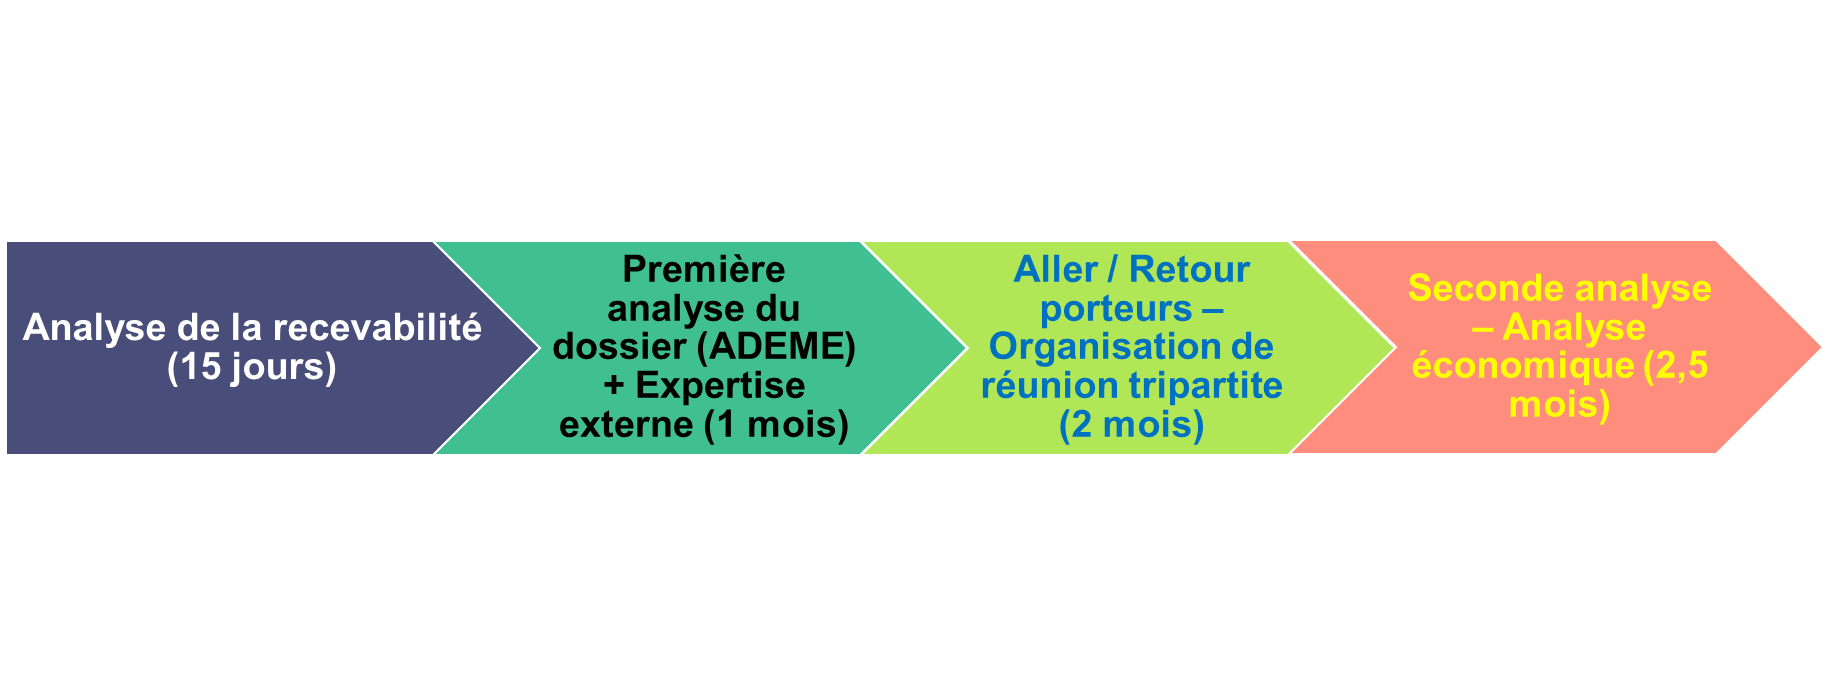 Analyse de la recevabilité
(15 jours)
Première
analyse du
dossier (ADEME)
+ Expertise
externe (1 mois)
Aller / Retour
porteurs –
Organisation de
réunion tripartite
(2 mois)
Seconde analyse
– Analyse
économique (2,5
mois)